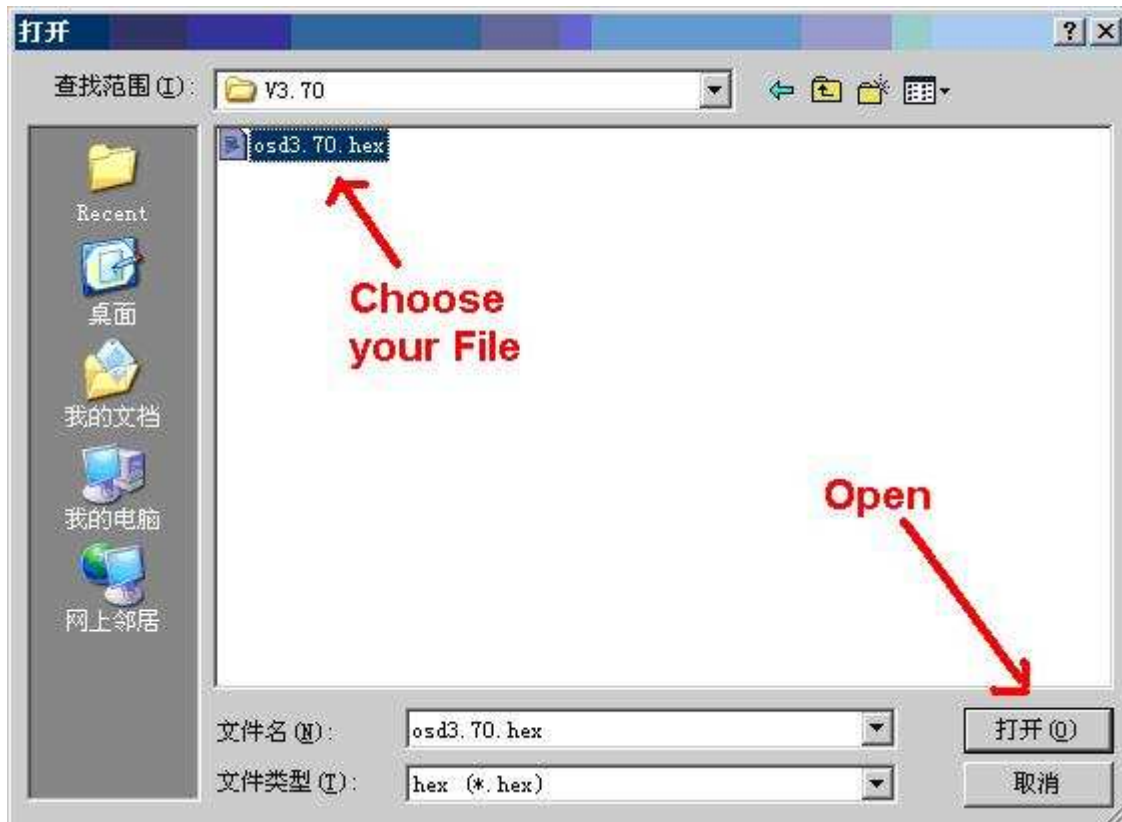 打开
查找范围(I):
V3.70
osd3.70.hex
Recent
桌面
我的文档
我的电脑
网上邻居
Choose
your File
Open
文件名(N):
osd3.70.hex
打开(O)
文件类型(T):
hex (*.hex)
取消